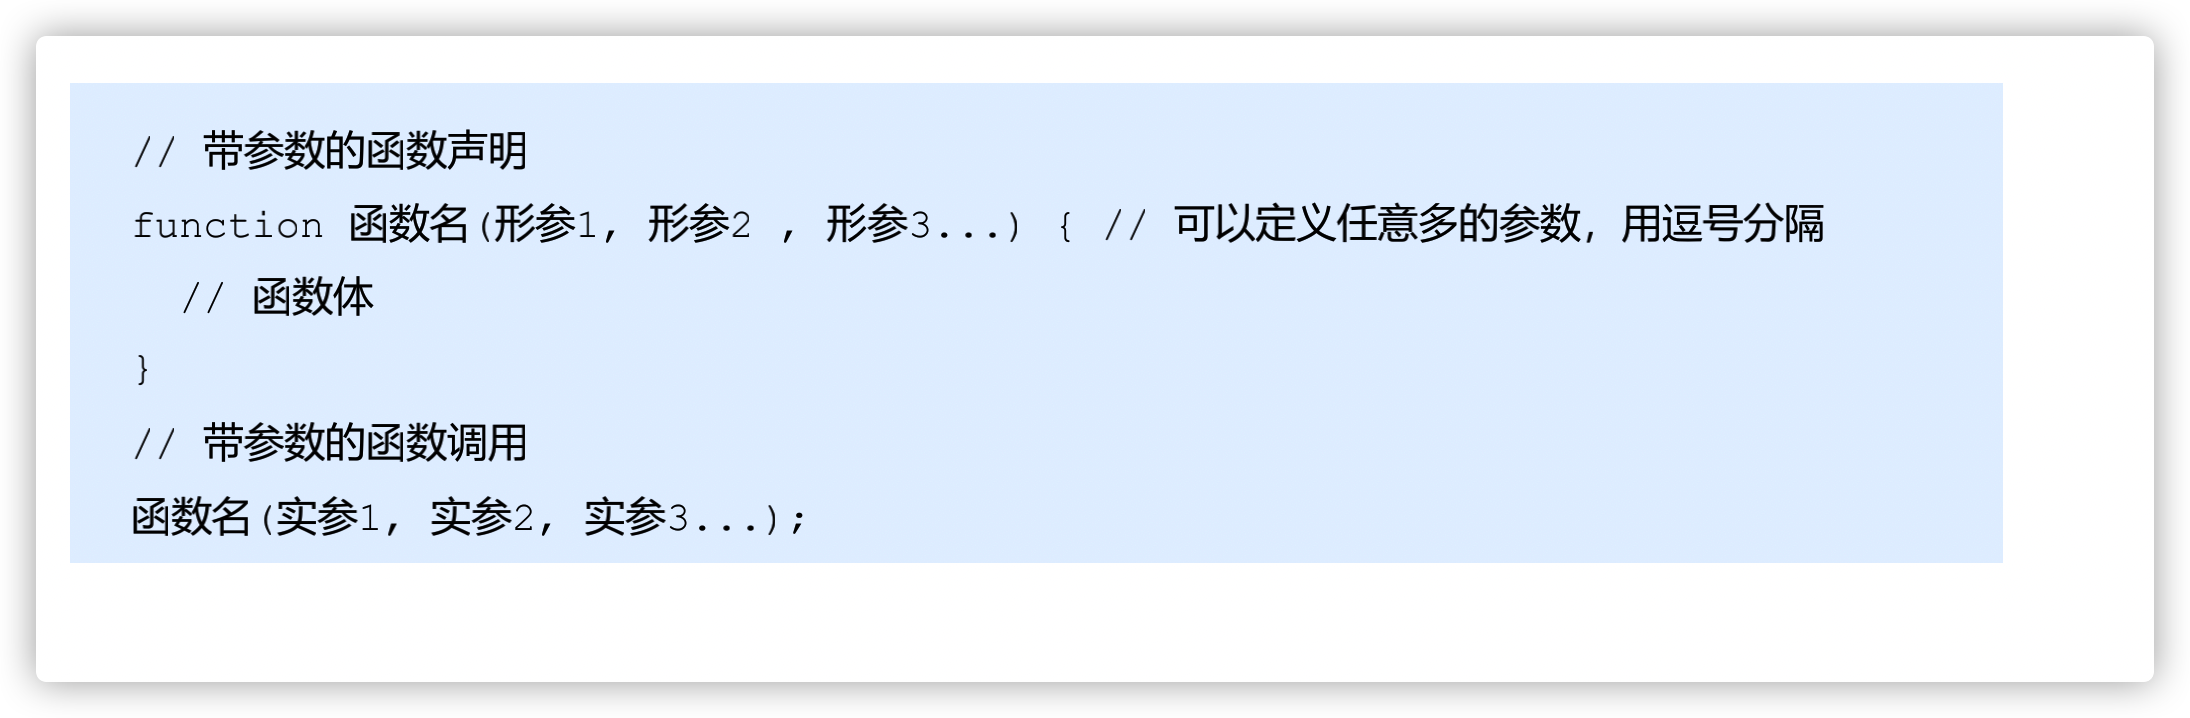 // 带参数的函数声明
function 函数名(形参1, 形参2 , 形参3...) { // 可以定义任意多的参数，用逗号分隔
  // 函数体
}
// 带参数的函数调用
函数名(实参1, 实参2, 实参3...);